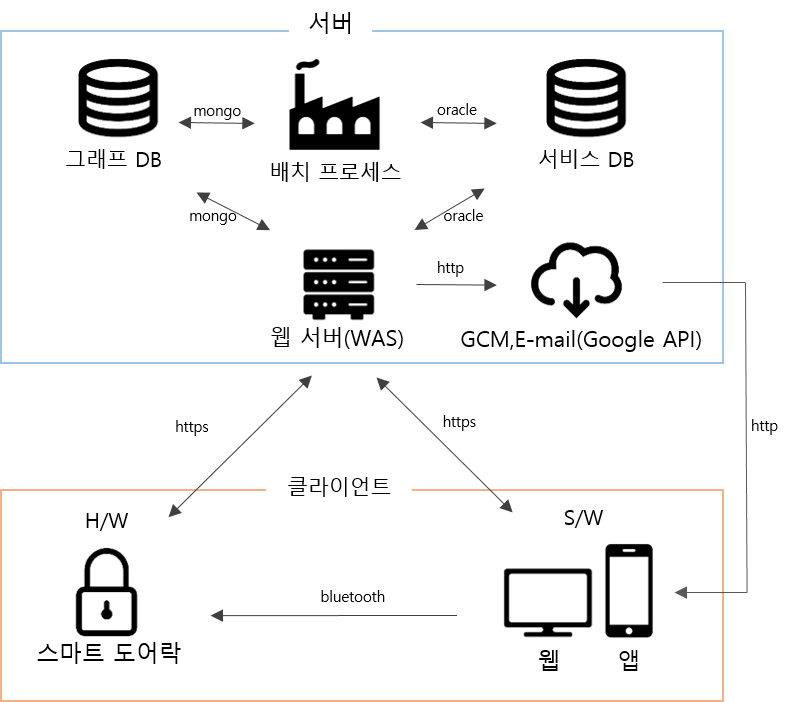 서버
mongo
oracle
그래프 DB
배치 프로세스
서비스 DB
mongo
oracle
http
웹 서버(WAS)
GCM,E-mail(Google API)
https
https
http
클라이언트
H/W
S/W
bluetooth
스마트 도어락
웹
앱